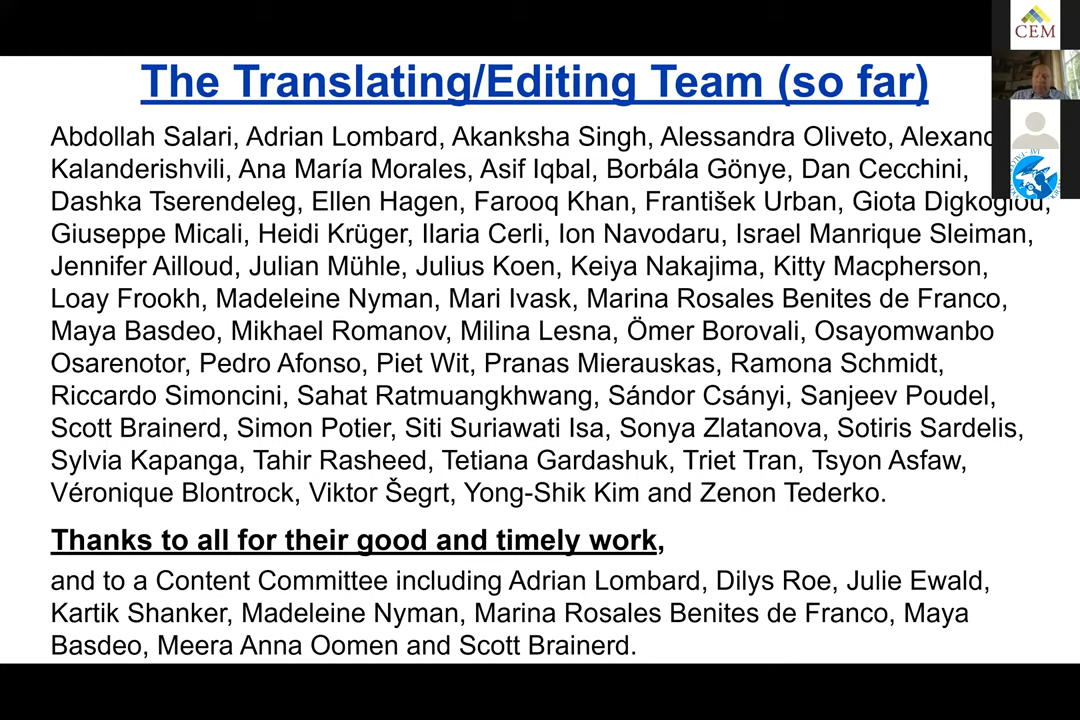 The Translating/Editing Team (so far)
CEM
Abdollah Salari, Adrian Lombard, Akanksha Singh, Alessandra Oliveto,
Kalanderishvili, Ana Maria Morales, Asif Iqbal, Borbála Gönye, Dan Cecchini,
Dashka Tserendeleg, Ellen Hagen, Farooq Khan, František Urban, Giota Digkoglou,
Giuseppe Micali, Heidi Krüger, Ilaria Cerli, Ion Navodaru, Israel Manrique Sleiman,
Jennifer Ailloud, Julian Mühle, Julius Koen, Keiya Nakajima, Kitty Macpherson,
Loay Frookh, Madeleine Nyman, Mari Ivask, Marina Rosales Benites de Franco,
Maya Basdeo, Mikhael Romanov, Milina Lesna, Ömer Borovali, Osayomwanbo
Osarenotor, Pedro Afonso, Piet Wit, Pranas Mierauskas, Ramona Schmidt,
Riccardo Simoncini, Sahat Ratmuangkhwang, Sándor Csányi, Sanjeev Poudel,
Scott Brainerd, Simon Potier, Siti Suriawati Isa, Sonya Zlatanova, Sotiris Sardelis,
Sylvia Kapanga, Tahir Rasheed, Tetiana Gardashuk, Triet Tran, Tsyon Asfaw,
Véronique Blontrock, Viktor Šegrt, Yong-Shik Kim and Zenon Tederko.
Thanks to all for their good and timely work,
and to a Content Committee including Adrian Lombard, Dilys Roe, Julie Ewald,
Kartik Shanker, Madeleine Nyman, Marina Rosales Benites de Franco, Maya
Basdeo, Meera Anna Oomen and Scott Brainerd.